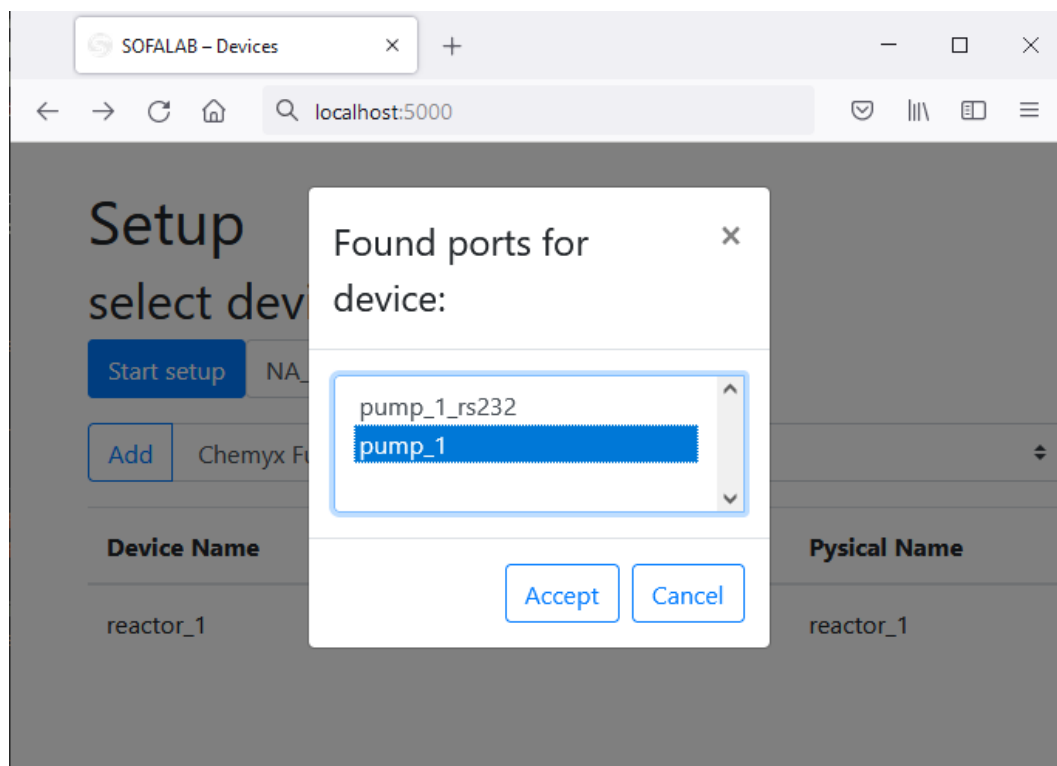 SOFALAB – Devices
localhost:5000
Setup
Found ports for
device:
select devi
Start setup NA_
pump_1_rs232
pump_1
Add Chemyx Fu
Device Name Pysical Name
Accept Cancel
reactor_1 reactor_1